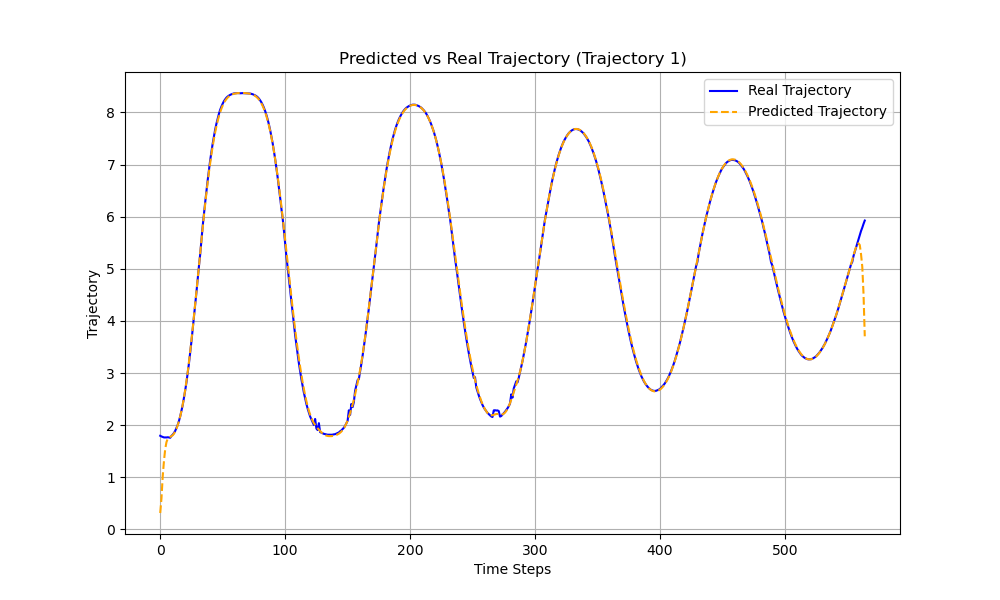 Predicted vs Real Trajectory (Trajectory 1)
Real Trajectory
Predicted Trajectory
Trajectory
8
7
6
5
4
3
2
1
0
0 100 200 300 400 500
Time Steps